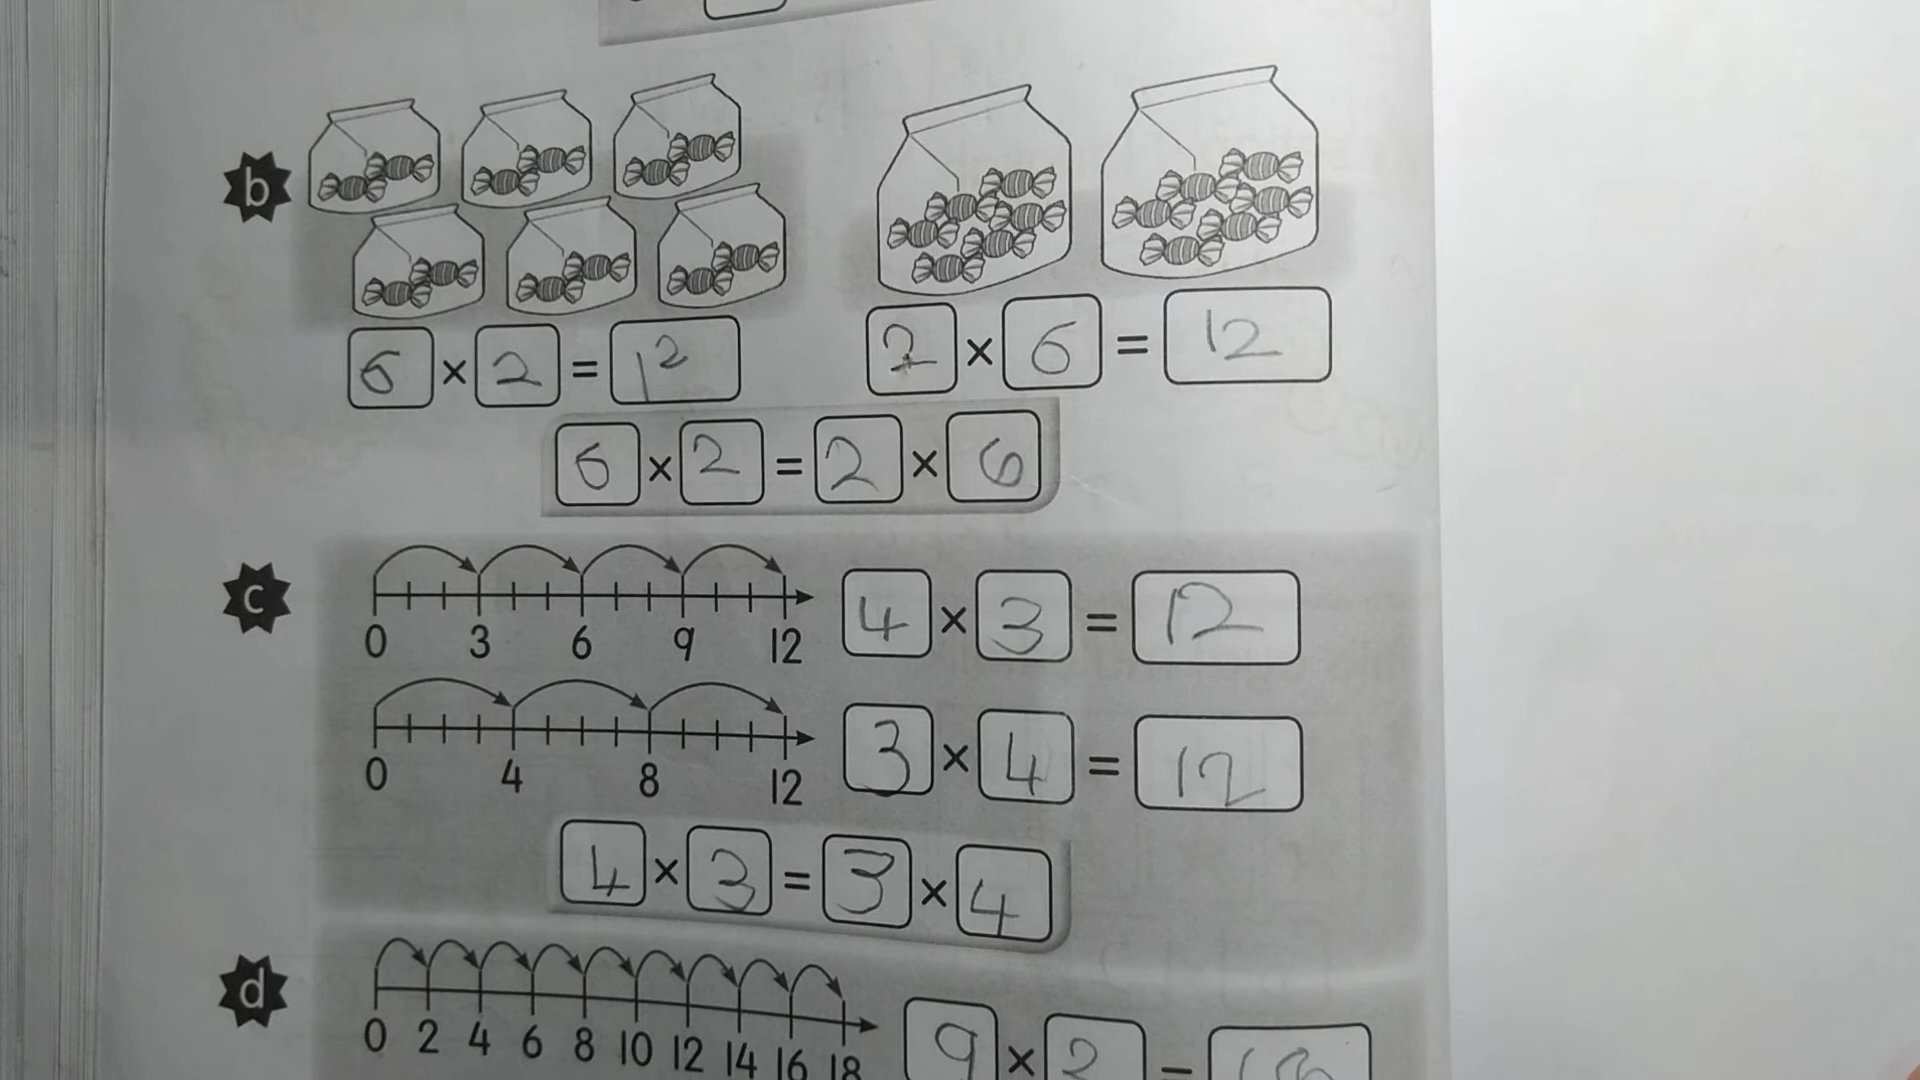 b
6 × 2 = 12
2 × 6 = 12
6 × 2 = 2 × 6
c
0 3 6 9 12
4 × 3 = 12
0 4 8 12
3 × 4 = 12
4 × 3 = 3 × 4
d
0 2 4 6 8 10 12 14 16 18
9 × 2 = 18